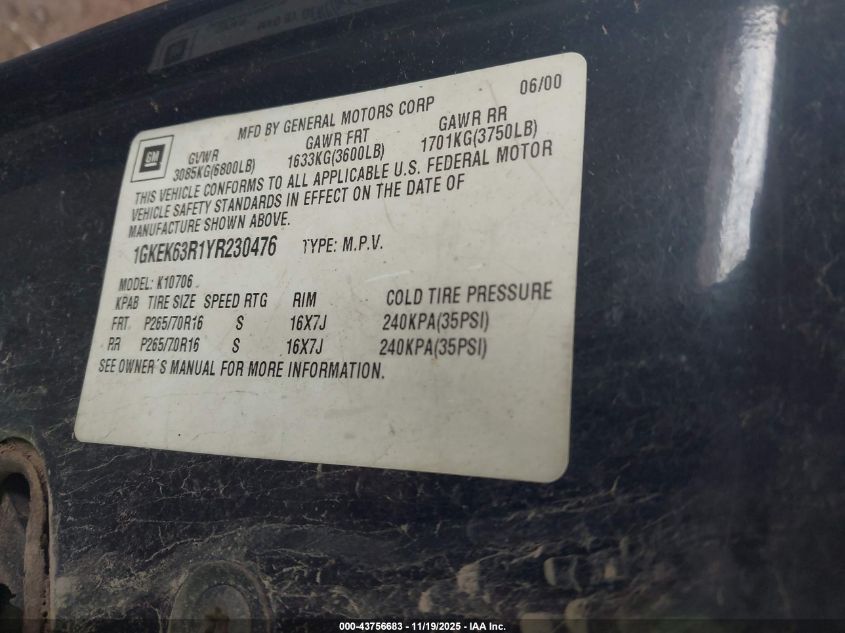 06/00
MFD BY GENERAL MOTORS CORP
GM
GVWR GAWR FRT GAWR RR
3085KG(6800LB) 1633KG(3600LB) 1701KG(3750LB)
THIS VEHICLE CONFORMS TO ALL APPLICABLE U.S. FEDERAL MOTOR
VEHICLE SAFETY STANDARDS IN EFFECT ON THE DATE OF
MANUFACTURE SHOWN ABOVE.
1GKEK63R1YR230476 TYPE: M.P.V.
MODEL: K10706
KPAB TIRE SIZE SPEED RTG RIM COLD TIRE PRESSURE
FRT P265/70R16 S 16X7J 240KPA(35PSI)
RR P265/70R16 S 16X7J 240KPA(35PSI)
SEE OWNER'S MANUAL FOR MORE INFORMATION.
000-43756683 - 11/19/2025 - IAA Inc.